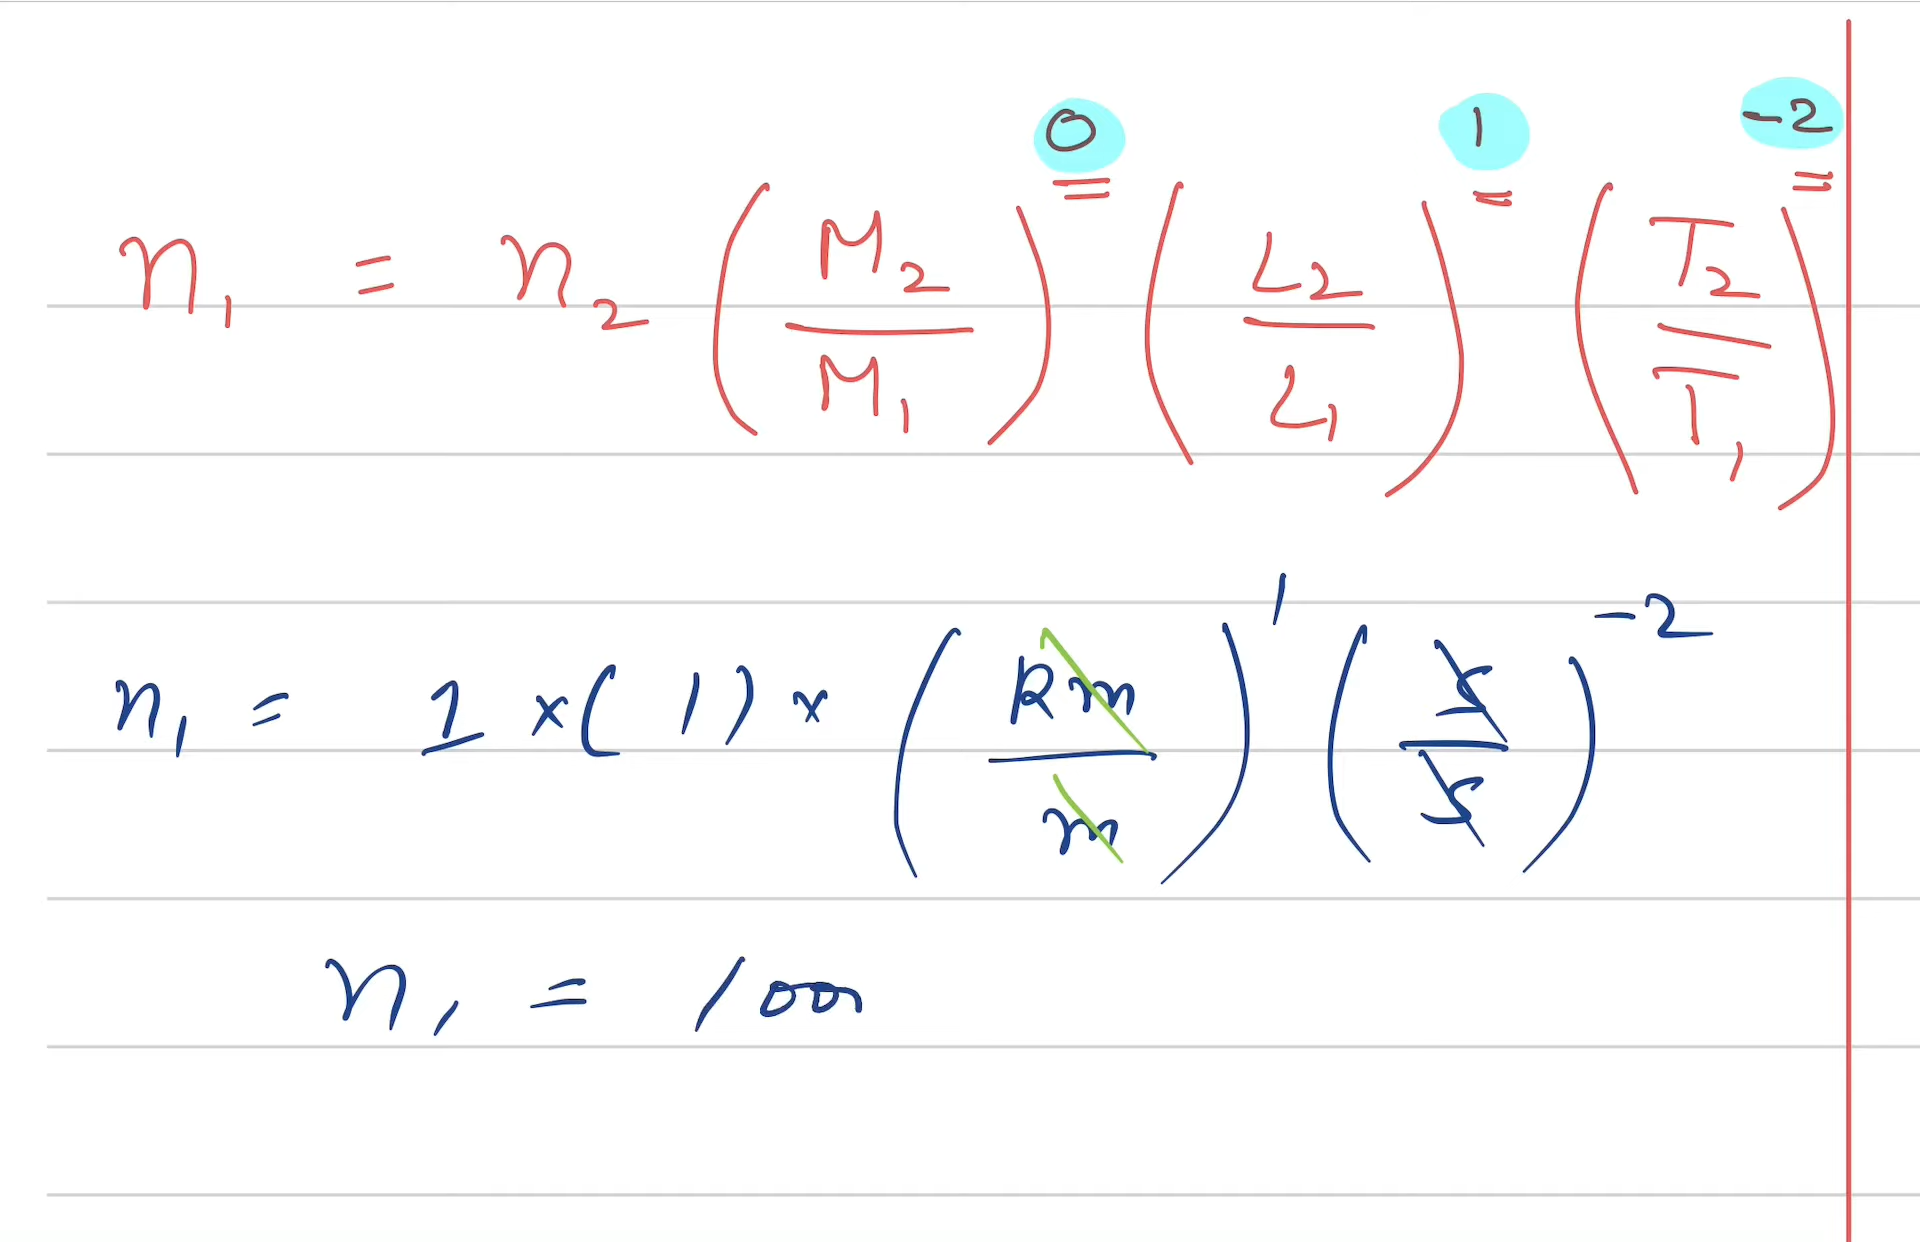 n₁ = n₂ (M₂/M₁)⁰ (L₂/L₁)¹ (T₂/T₁)⁻²
n₁ = 1 × (1) × (km/m)¹ (s/s)⁻²
n₁ = 1000